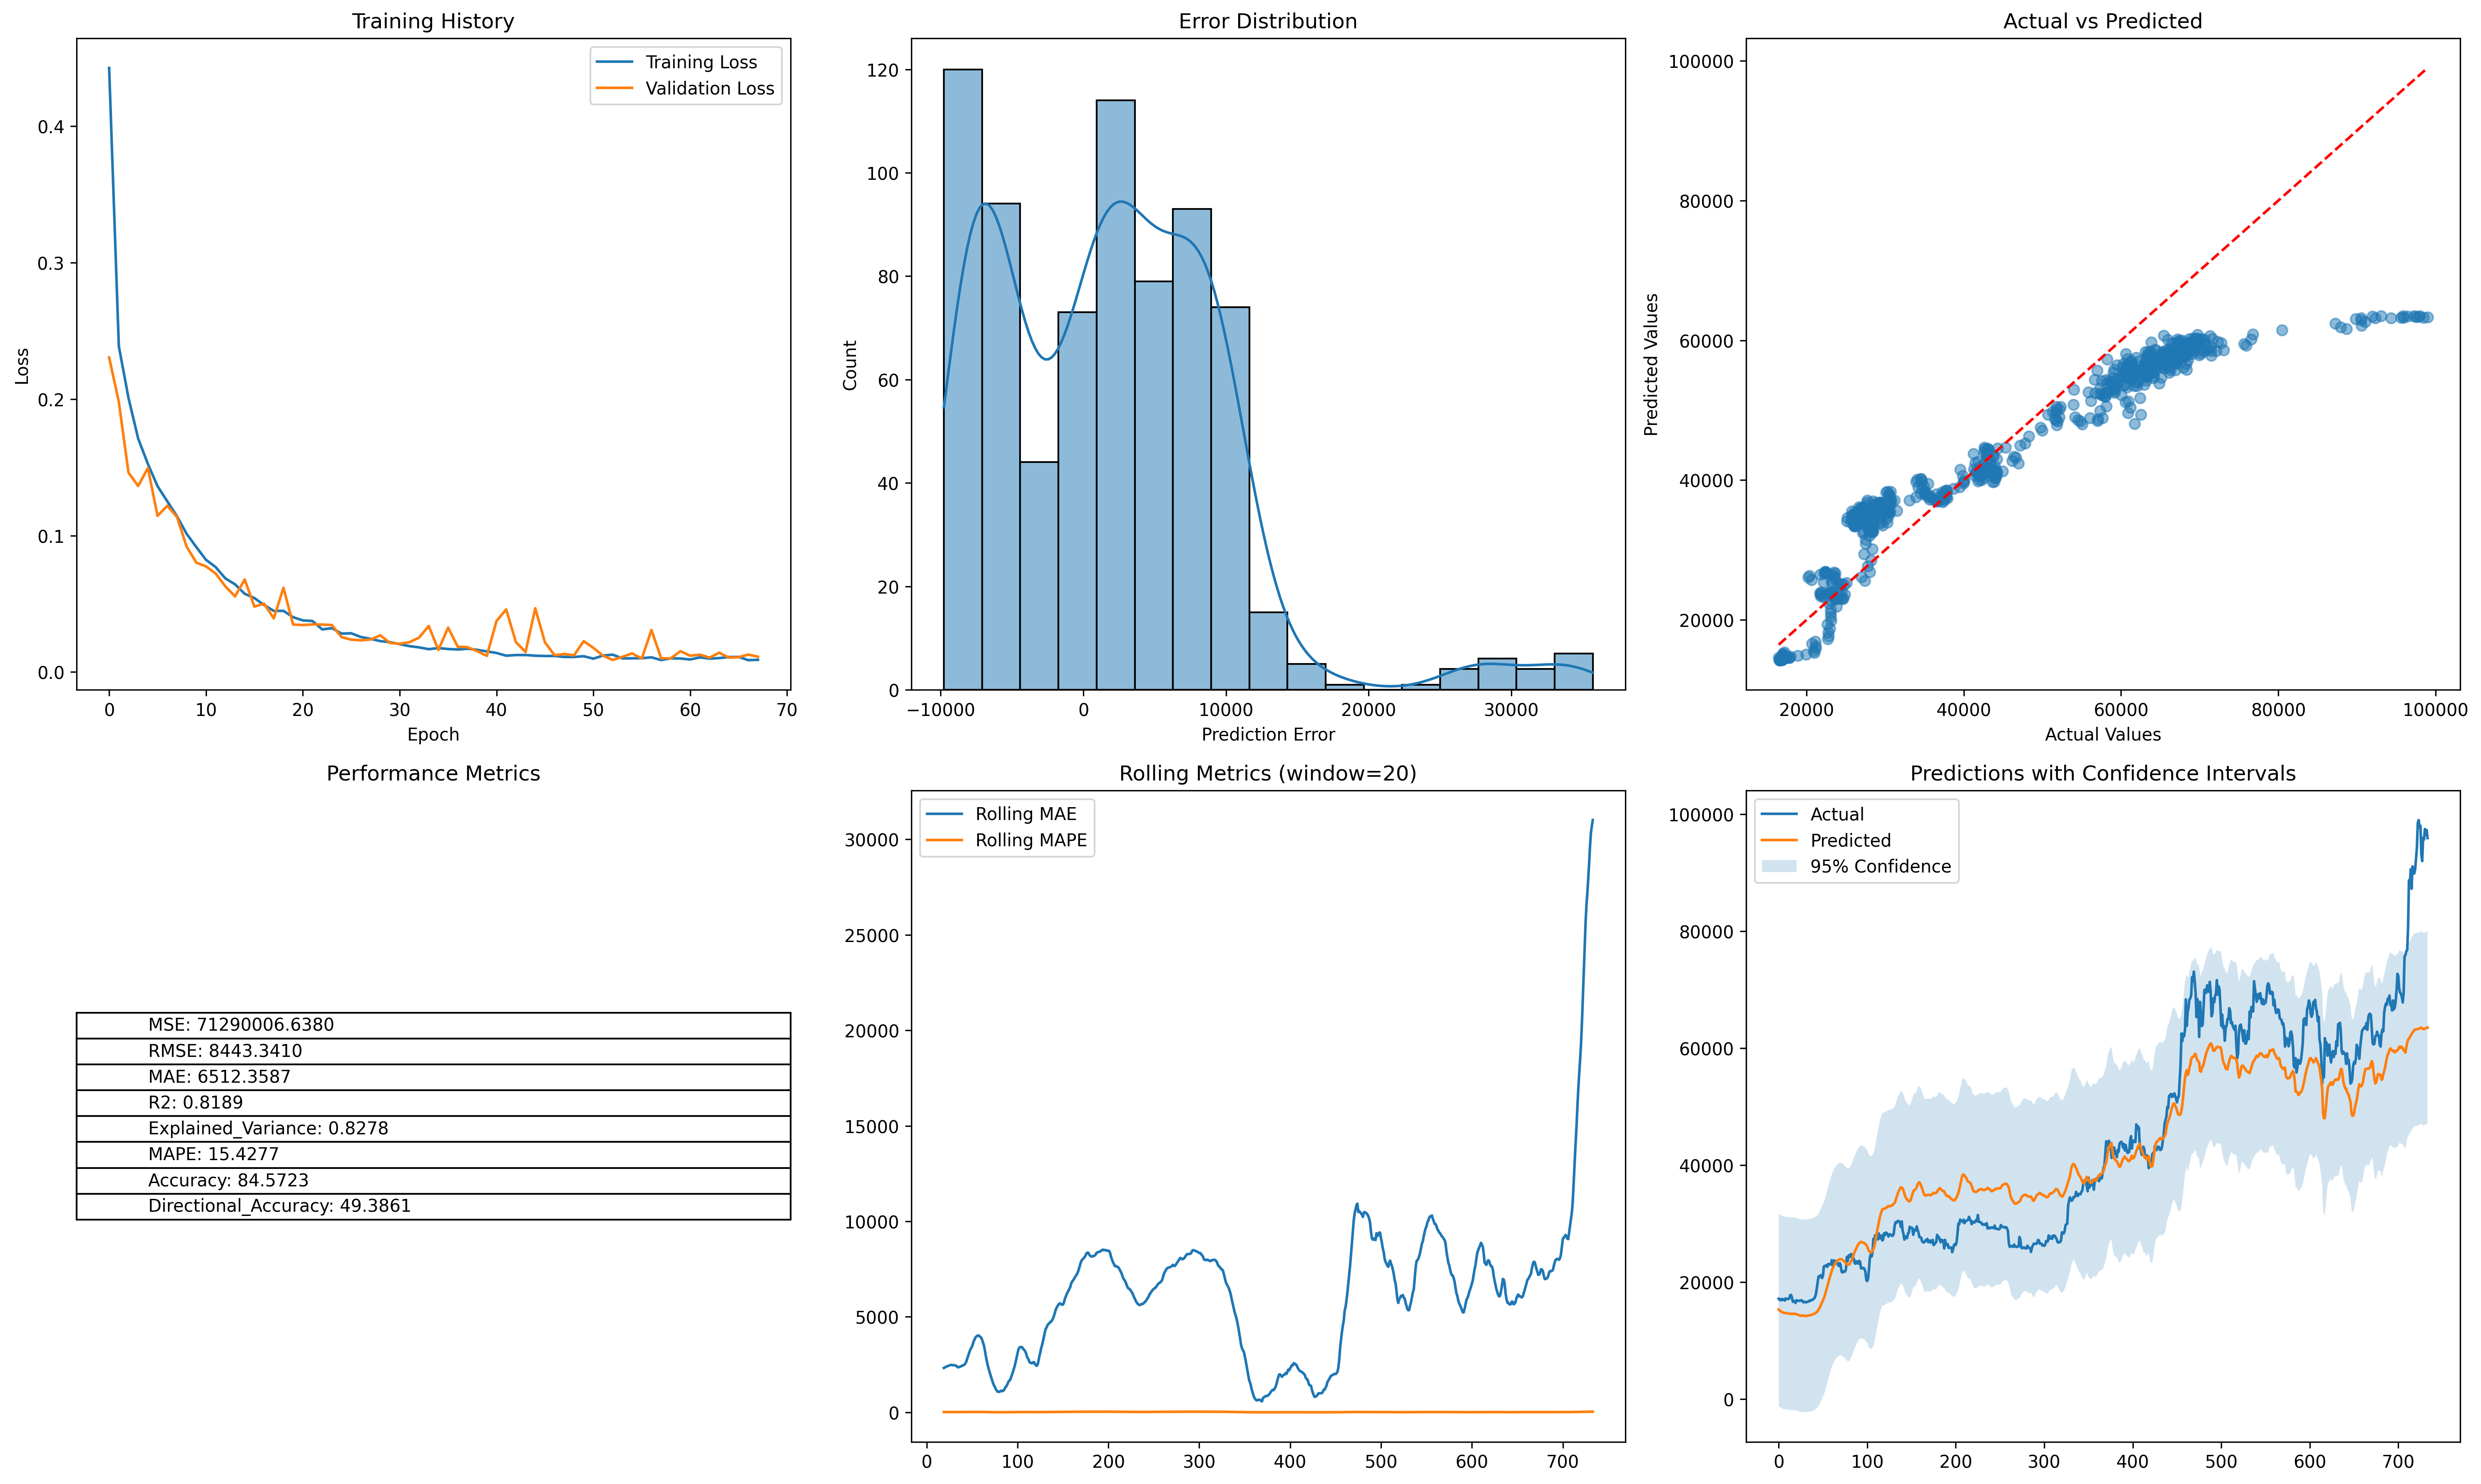 Training History
Training Loss
Validation Loss
0.4
0.3
0.2
0.1
0.0
Loss
0 10 20 30 40 50 60 70
Epoch
Error Distribution
120
100
80
60
40
20
0
Count
−10000 0 10000 20000 30000
Prediction Error
Actual vs Predicted
100000
80000
60000
40000
20000
Predicted Values
20000 40000 60000 80000 100000
Actual Values
Performance Metrics
MSE: 71290006.6380
RMSE: 8443.3410
MAE: 6512.3587
R2: 0.8189
Explained_Variance: 0.8278
MAPE: 15.4277
Accuracy: 84.5723
Directional_Accuracy: 49.3861
Rolling Metrics (window=20)
Rolling MAE
Rolling MAPE
30000
25000
20000
15000
10000
5000
0
0 100 200 300 400 500 600 700
Predictions with Confidence Intervals
Actual
Predicted
95% Confidence
100000
80000
60000
40000
20000
0
0 100 200 300 400 500 600 700